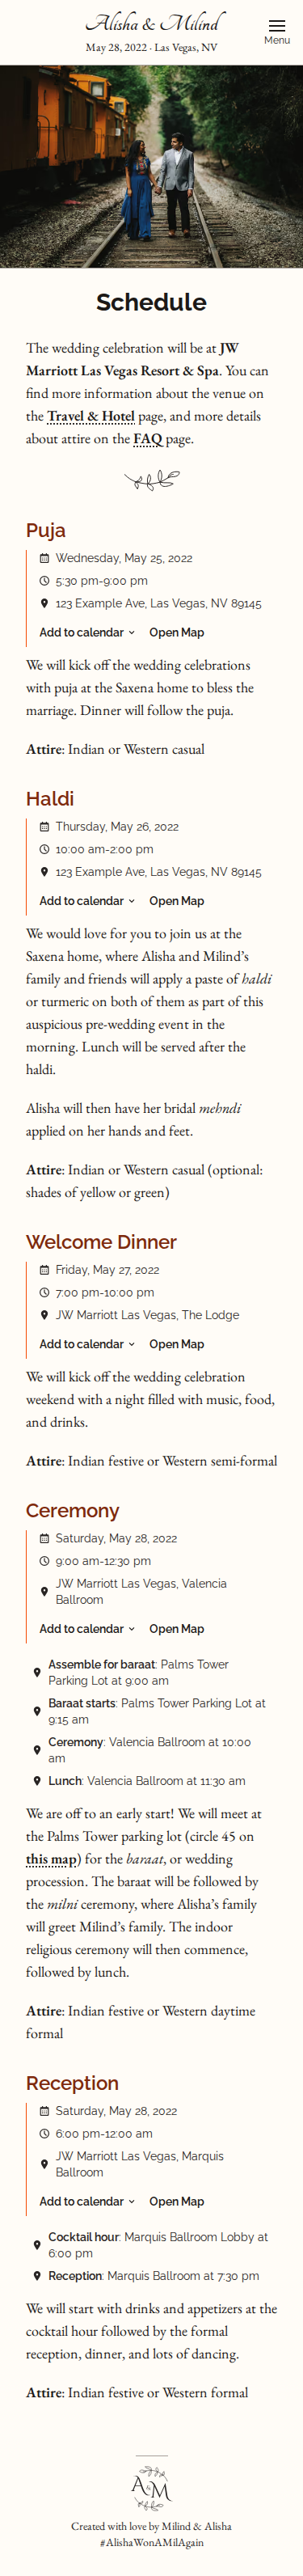 Alisha & Milind
May 28, 2022 · Las Vegas, NV
Menu
Schedule
The wedding celebration will be at JW
Marriott Las Vegas Resort & Spa. You can
find more information about the venue on
the Travel & Hotel page, and more details
about attire on the FAQ page.
Puja
Wednesday, May 25, 2022
5:30 pm-9:00 pm
123 Example Ave, Las Vegas, NV 89145
Add to calendar Open Map
We will kick off the wedding celebrations
with puja at the Saxena home to bless the
marriage. Dinner will follow the puja.
Attire: Indian or Western casual
Haldi
Thursday, May 26, 2022
10:00 am-2:00 pm
123 Example Ave, Las Vegas, NV 89145
Add to calendar Open Map
We would love for you to join us at the
Saxena home, where Alisha and Milind's
family and friends will apply a paste of haldi
or turmeric on both of them as part of this
auspicious pre-wedding event in the
morning. Lunch will be served after the
haldi.
Alisha will then have her bridal mehndi
applied on her hands and feet.
Attire: Indian or Western casual (optional:
shades of yellow or green)
Welcome Dinner
Friday, May 27, 2022
7:00 pm-10:00 pm
JW Marriott Las Vegas, The Lodge
Add to calendar Open Map
We will kick off the wedding celebration
weekend with a night filled with music, food,
and drinks.
Attire: Indian festive or Western semi-formal
Ceremony
Saturday, May 28, 2022
9:00 am-12:30 pm
JW Marriott Las Vegas, Valencia
Ballroom
Add to calendar Open Map
Assemble for baraat: Palms Tower
Parking Lot at 9:00 am
Baraat starts: Palms Tower Parking Lot at
9:15 am
Ceremony: Valencia Ballroom at 10:00
am
Lunch: Valencia Ballroom at 11:30 am
We are off to an early start! We will meet at
the Palms Tower parking lot (circle 45 on
this map) for the baraat, or wedding
procession. The baraat will be followed by
the milni ceremony, where Alisha's family
will greet Milind's family. The indoor
religious ceremony will then commence,
followed by lunch.
Attire: Indian festive or Western daytime
formal
Reception
Saturday, May 28, 2022
6:00 pm-12:00 am
JW Marriott Las Vegas, Marquis
Ballroom
Add to calendar Open Map
Cocktail hour: Marquis Ballroom Lobby at
6:00 pm
Reception: Marquis Ballroom at 7:30 pm
We will start with drinks and appetizers at the
cocktail hour followed by the formal
reception, dinner, and lots of dancing.
Attire: Indian festive or Western formal
A & M
Created with love by Milind & Alisha
#AlishaWonAMilAgain